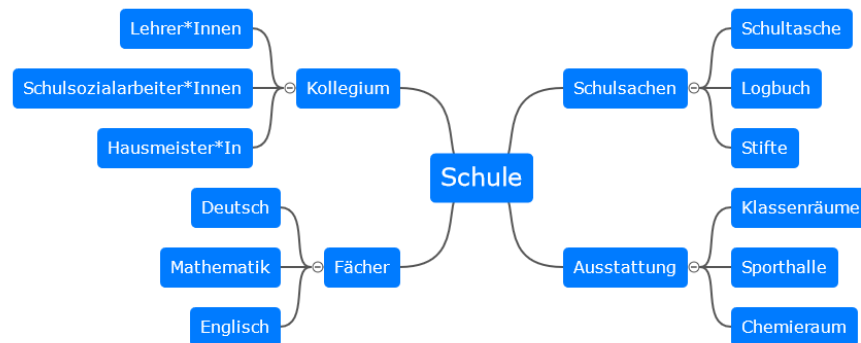 Lehrer*Innen
Schulsozialarbeiter*Innen
Hausmeister*In
Kollegium
Deutsch
Mathematik
Englisch
Fächer
Schule
Schulsachen
Schultasche
Logbuch
Stifte
Ausstattung
Klassenräume
Sporthalle
Chemieraum